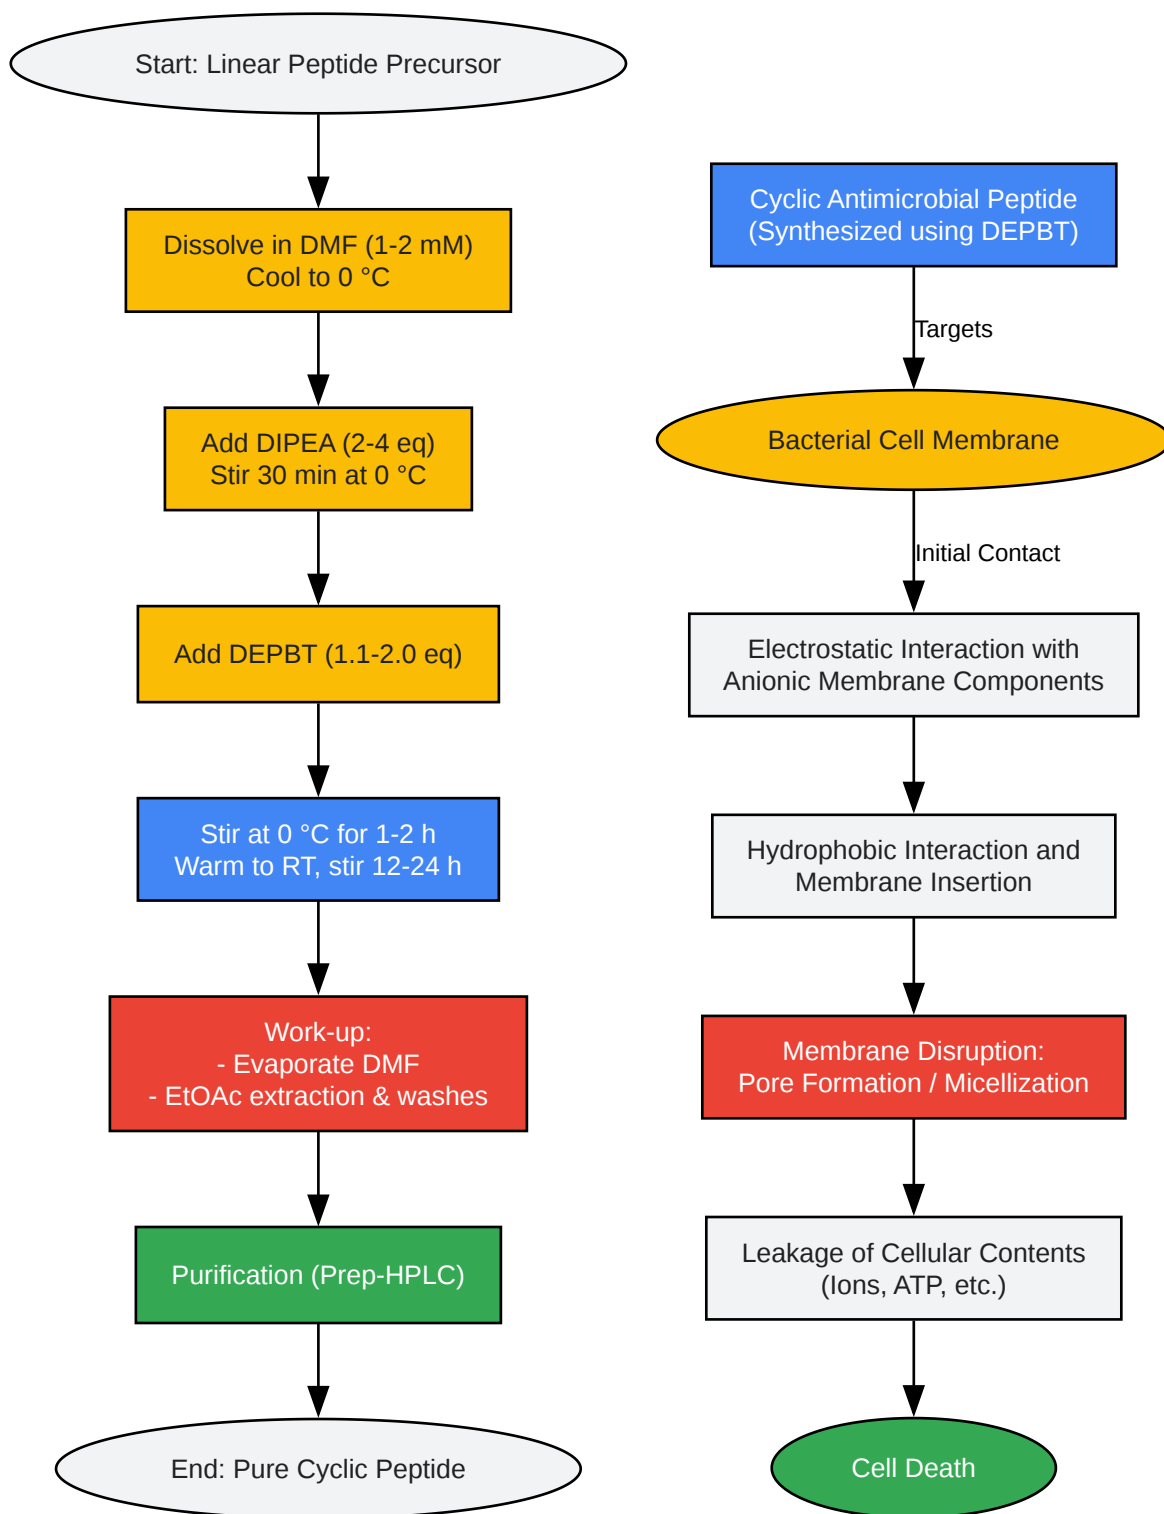 Start: Linear Peptide Precursor
Dissolve in DMF (1-2 mM)
Cool to 0 °C
Add DIPEA (2-4 eq)
Stir 30 min at 0 °C
Add DEPBT (1.1-2.0 eq)
Stir at 0 °C for 1-2 h
Warm to RT, stir 12-24 h
Work-up:
- Evaporate DMF
- EtOAc extraction & washes
Purification (Prep-HPLC)
End: Pure Cyclic Peptide
Cyclic Antimicrobial Peptide
(Synthesized using DEPBT)
Targets
Bacterial Cell Membrane
Initial Contact
Electrostatic Interaction with
Anionic Membrane Components
Hydrophobic Interaction and
Membrane Insertion
Membrane Disruption:
Pore Formation / Micellization
Leakage of Cellular Contents
(Ions, ATP, etc.)
Cell Death